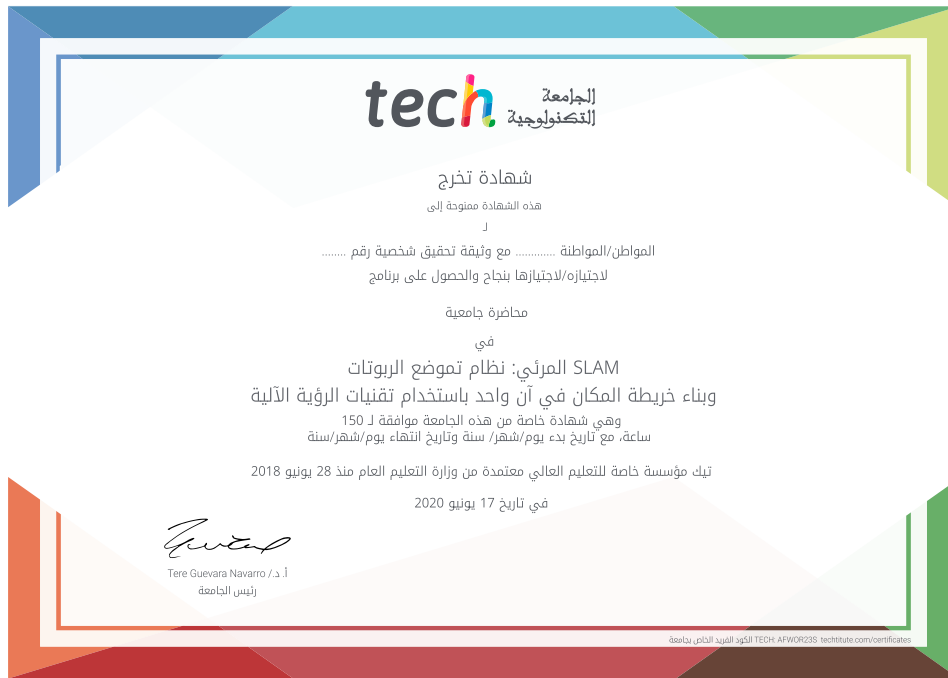 tech الجامعة
التكنولوجية
شهادة تخرج
هذه الشهادة ممنوحة إلى
لـ
المواطن/المواطنة ............ مع وثيقة تحقيق شخصية رقم ........
لاجتيازه/لاجتيازها بنجاح والحصول على برنامج
محاضرة جامعية
في
SLAM المرئي: نظام تموضع الربوتات
وبناء خريطة المكان في آن واحد باستخدام تقنيات الرؤية الآلية
وهي شهادة خاصة من هذه الجامعة موافقة لـ 150
ساعة، مع تاريخ بدء يوم/شهر/ سنة وتاريخ انتهاء يوم/شهر/سنة
تيك مؤسسة خاصة للتعليم العالي معتمدة من وزارة التعليم العام منذ 28 يونيو 2018
في تاريخ 17 يونيو 2020
أ. د./ Tere Guevara Navarro
رئيس الجامعة
الكود الفريد الخاص بجامعة TECH: AFWOR23S techtitute.com/certificates